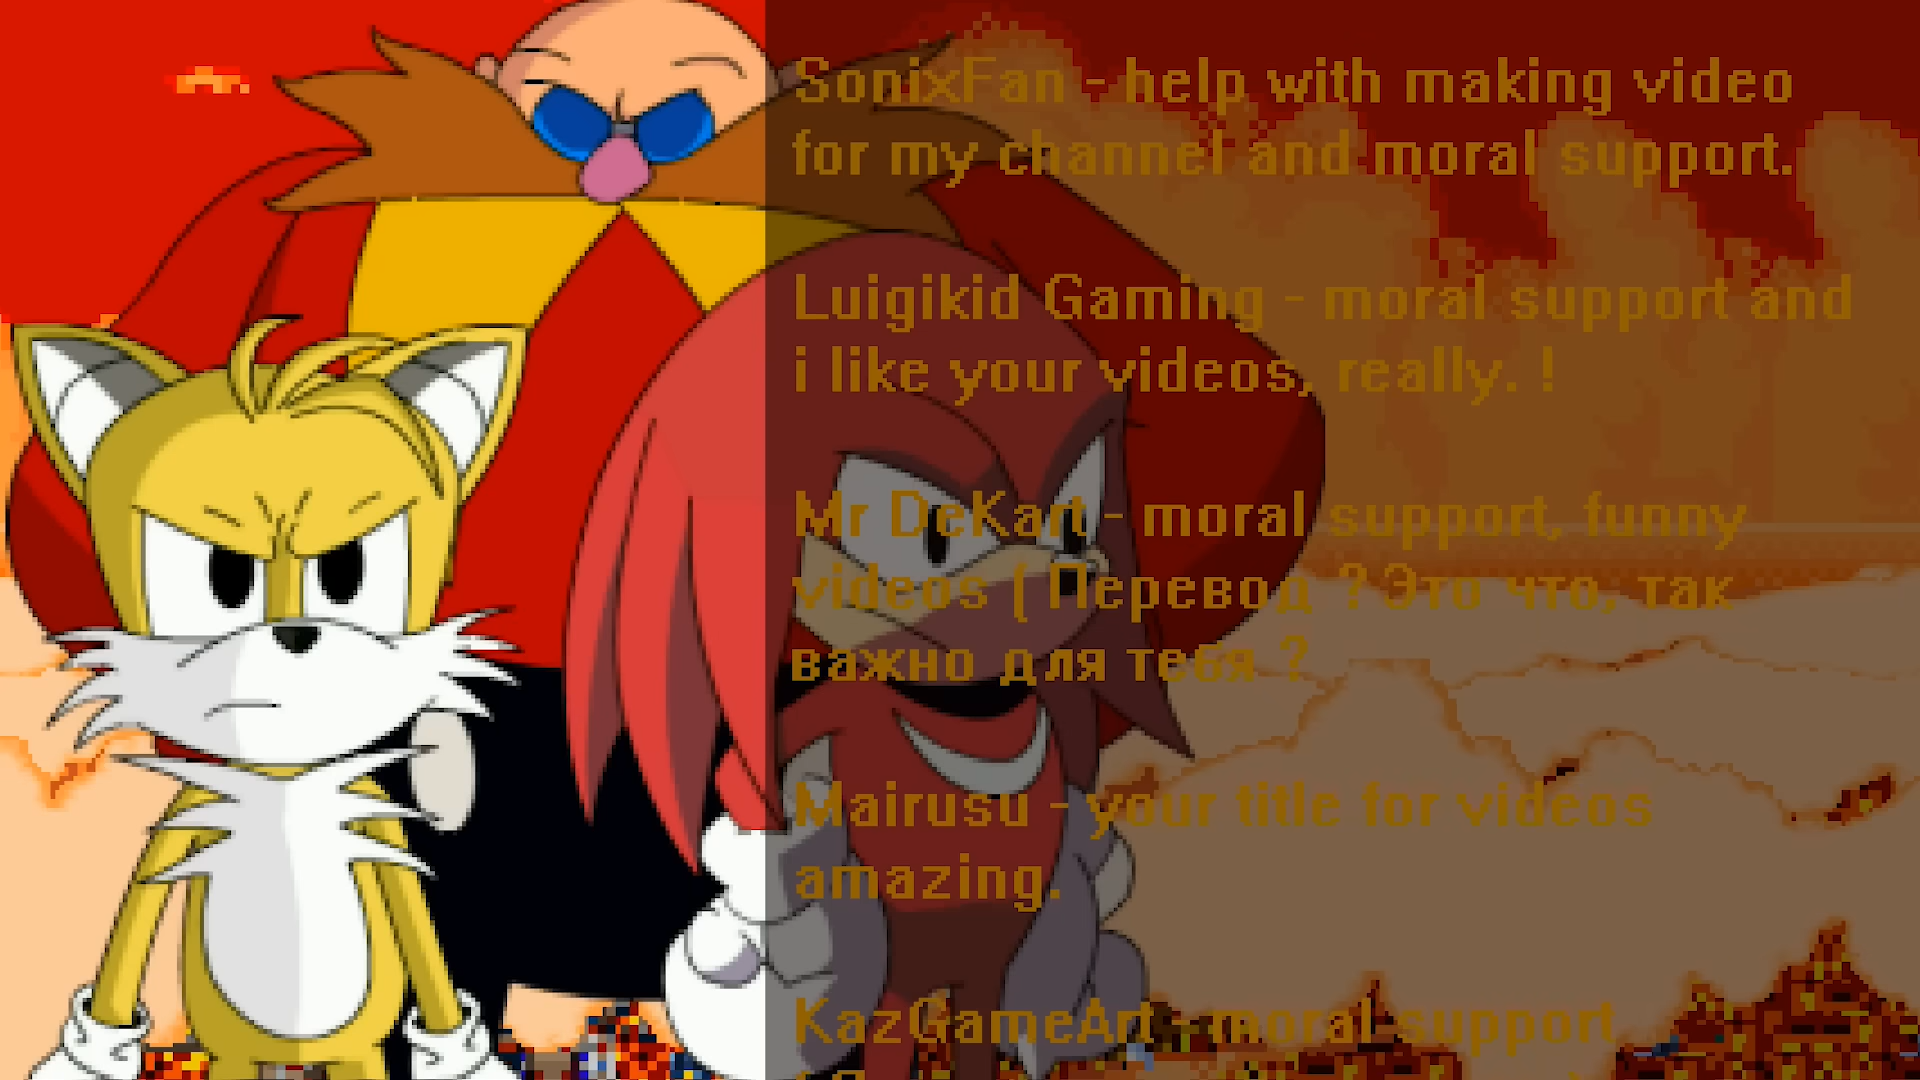 SonixFan - help with making video
for my channel and moral support.
Luigikid Gaming - moral support and
i like your videos, really. !
Mr DeKart - moral support, funny
videos ( Перевод ? Это что, так
важно для тебя ?
Mairusu - your title for videos
amazing.
KazGameArt - moral support